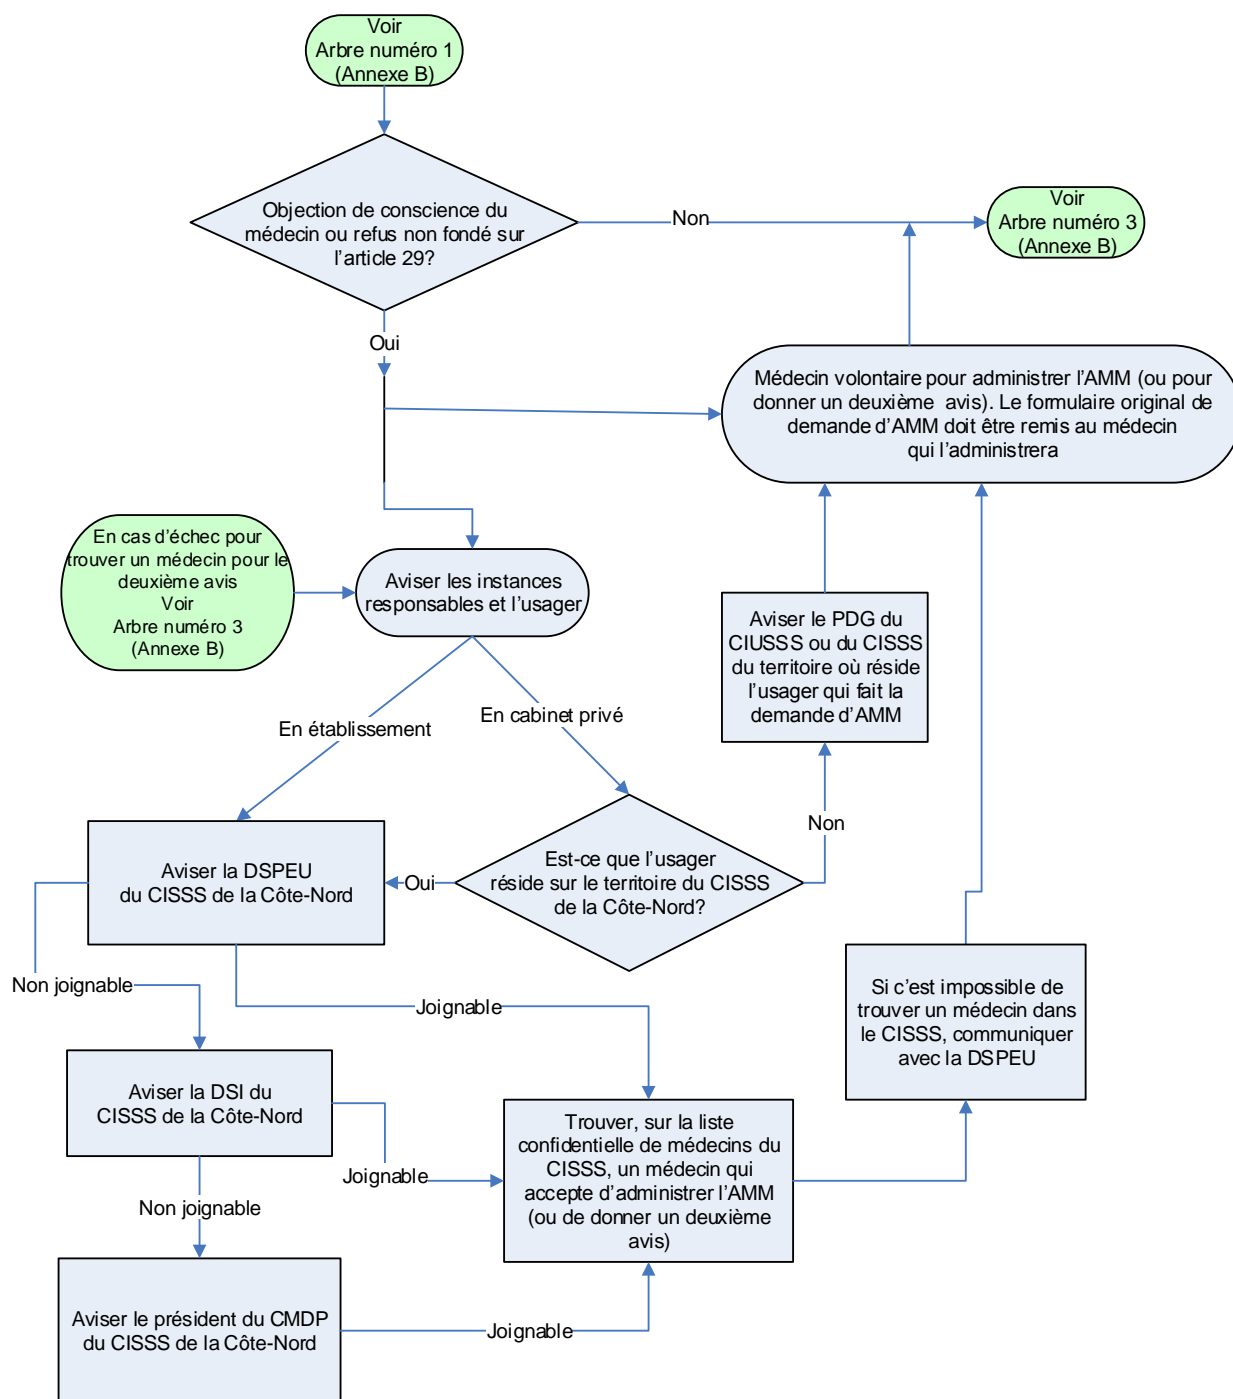 Voir
Arbre numéro 1
(Annexe B)
Objection de conscience du
médecin ou refus non fondé sur
l'article 29?
Non
Voir
Arbre numéro 3
(Annexe B)
Oui
Médecin volontaire pour administrer l'AMM (ou pour
donner un deuxième avis). Le formulaire original de
demande d'AMM doit être remis au médecin
qui l'administrera
En cas d'échec pour
trouver un médecin pour le
deuxième avis
Voir
Arbre numéro 3
(Annexe B)
Aviser les instances
responsables et l'usager
Aviser le PDG du
CIUSSS ou du CISSS
du territoire où réside
l'usager qui fait la
demande d'AMM
En établissement
En cabinet privé
Non
Aviser la DSPEU
du CISSS de la Côte-Nord
Oui
Est-ce que l'usager
réside sur le territoire du CISSS
de la Côte-Nord?
Non joignable
Joignable
Si c'est impossible de
trouver un médecin dans
le CISSS, communiquer
avec la DSPEU
Aviser la DSI du
CISSS de la Côte-Nord
Joignable
Trouver, sur la liste
confidentielle de médecins du
CISSS, un médecin qui
accepte d'administrer l'AMM
(ou de donner un deuxième
avis)
Non joignable
Aviser le président du CMDP
du CISSS de la Côte-Nord
Joignable